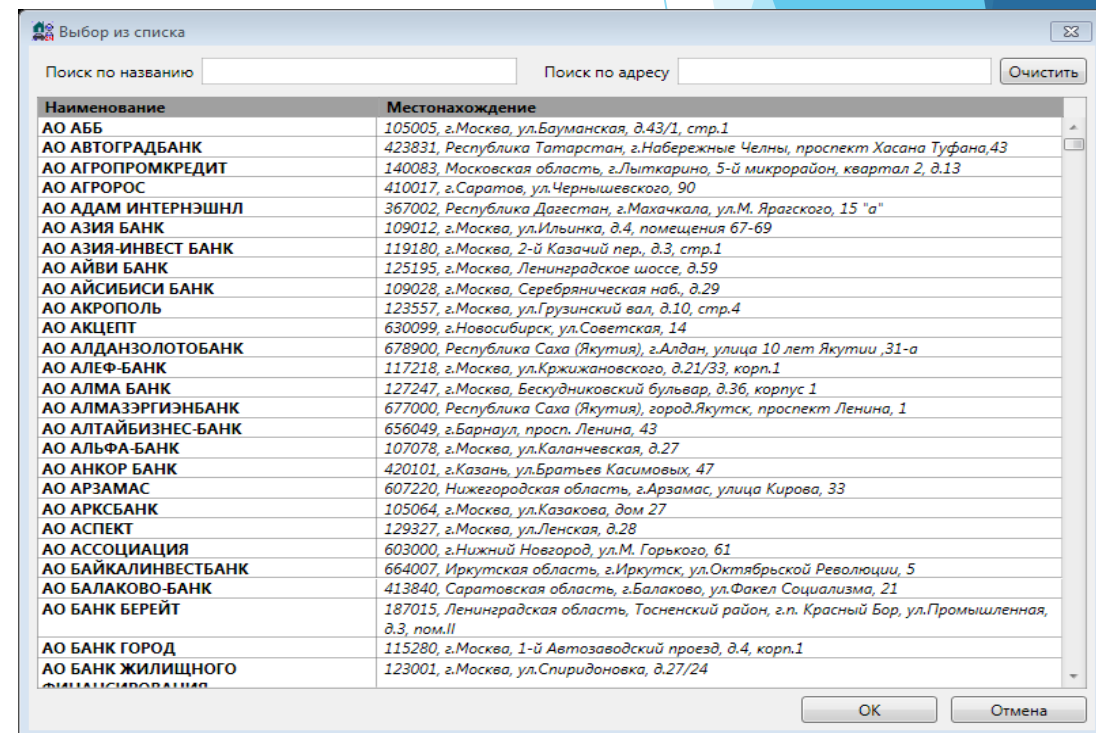 Выбор из списка
Поиск по названию Поиск по адресу Очистить
Наименование Местонахождение
АО АББ 105005, г.Москва, ул.Бауманская, д.43/1, стр.1
АО АВТОГРАДБАНК 423831, Республика Татарстан, г.Набережные Челны, проспект Хасана Туфана,43
АО АГРОПРОМКРЕДИТ 140083, Московская область, г.Лыткарино, 5-й микрорайон, квартал 2, д.13
АО АГРОРОС 410017, г.Саратов, ул.Чернышевского, 90
АО АДАМ ИНТЕРНЭШНЛ 367002, Республика Дагестан, г.Махачкала, ул.М. Ярагского, 15 "а"
АО АЗИЯ БАНК 109012, г.Москва, ул.Ильинка, д.4, помещения 67-69
АО АЗИЯ-ИНВЕСТ БАНК 119180, г.Москва, 2-й Казачий пер., д.3, стр.1
АО АЙВИ БАНК 125195, г.Москва, Ленинградское шоссе, д.59
АО АЙСИБИСИ БАНК 109028, г.Москва, Серебряническая наб., д.29
АО АКРОПОЛЬ 123557, г.Москва, ул.Грузинский вал, д.10, стр.4
АО АКЦЕПТ 630099, г.Новосибирск, ул.Советская, 14
АО АЛДАНЗОЛОТОБАНК 678900, Республика Саха (Якутия), г.Алдан, улица 10 лет Якутии ,31-а
АО АЛЕФ-БАНК 117218, г.Москва, ул.Кржижановского, д.21/33, корп.1
АО АЛМА БАНК 127247, г.Москва, Бескудниковский бульвар, д.36, корпус 1
АО АЛМАЗЭРГИЭНБАНК 677000, Республика Саха (Якутия), город.Якутск, проспект Ленина, 1
АО АЛТАЙБИЗНЕС-БАНК 656049, г.Барнаул, просп. Ленина, 43
АО АЛЬФА-БАНК 107078, г.Москва, ул.Каланчевская, д.27
АО АНКОР БАНК 420101, г.Казань, ул.Братьев Касимовых, 47
АО АРЗАМАС 607220, Нижегородская область, г.Арзамас, улица Кирова, 33
АО АРКСБАНК 105064, г.Москва, ул.Казакова, дом 27
АО АСПЕКТ 129327, г.Москва, ул.Ленская, д.28
АО АССОЦИАЦИЯ 603000, г.Нижний Новгород, ул.М. Горького, 61
АО БАЙКАЛИНВЕСТБАНК 664007, Иркутская область, г.Иркутск, ул.Октябрьской Революции, 5
АО БАЛАКОВО-БАНК 413840, Саратовская область, г.Балаково, ул.Факел Социализма, 21
АО БАНК БЕРЕЙТ 187015, Ленинградская область, Тосненский район, г.п. Красный Бор, ул.Промышленная,
д.3, пом.II
АО БАНК ГОРОД 115280, г.Москва, 1-й Автозаводский проезд, д.4, корп.1
АО БАНК ЖИЛИЩНОГО 123001, г.Москва, ул.Спиридоновка, д.27/24
ФИНАНСИРОВАНИЯ
OK Отмена